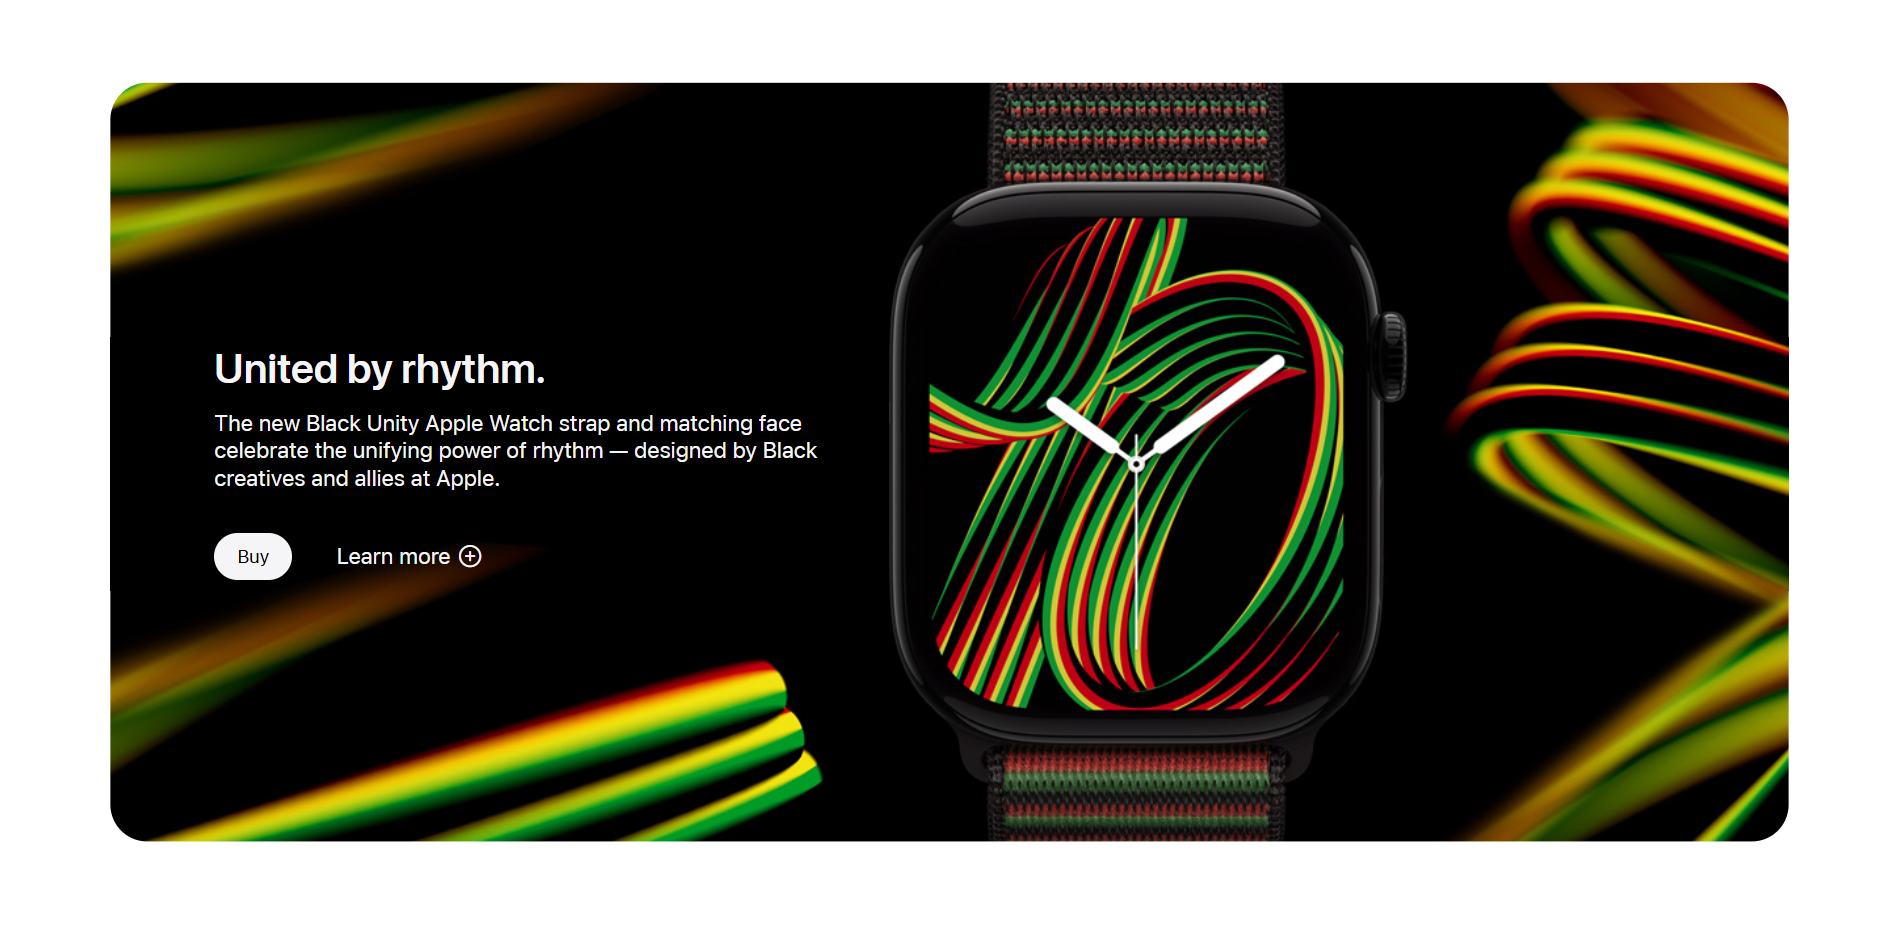 United by rhythm.
The new Black Unity Apple Watch strap and matching face
celebrate the unifying power of rhythm — designed by Black
creatives and allies at Apple.
Buy
Learn more